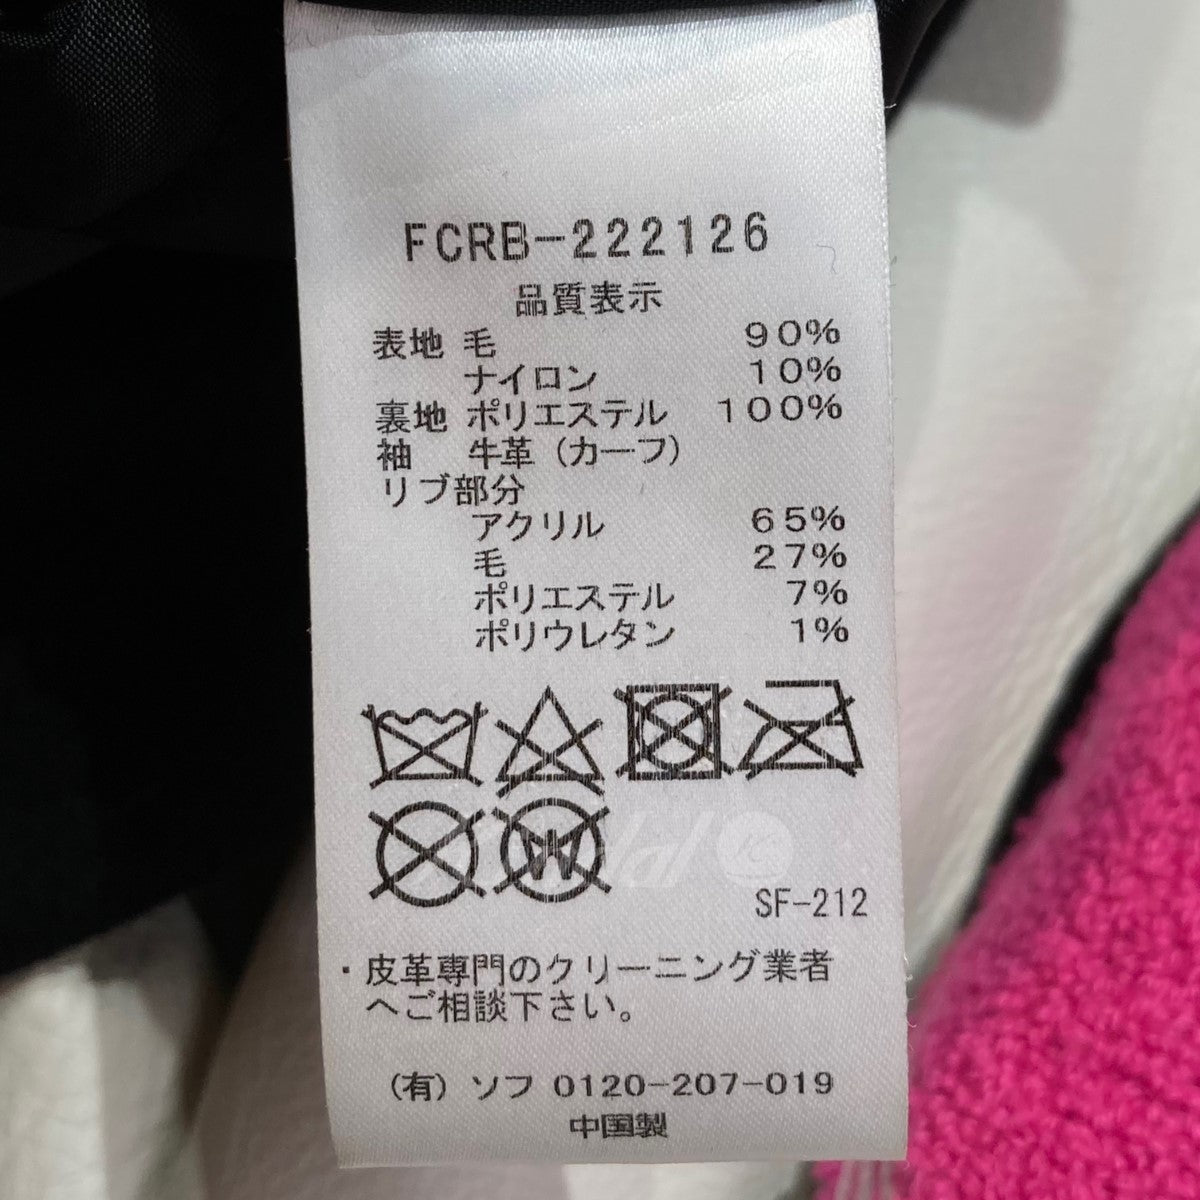 FCRB-222126
品質表示
表地 毛 90%
ナイロン 10%
裏地 ポリエステル 100%
袖 牛革（カーフ）
リブ部分
アクリル 65%
毛 27%
ポリエステル 7%
ポリウレタン 1%
W
SF-212
・皮革専門のクリーニング業者
へご相談下さい。
（有）ソフ 0120-207-019
中国製